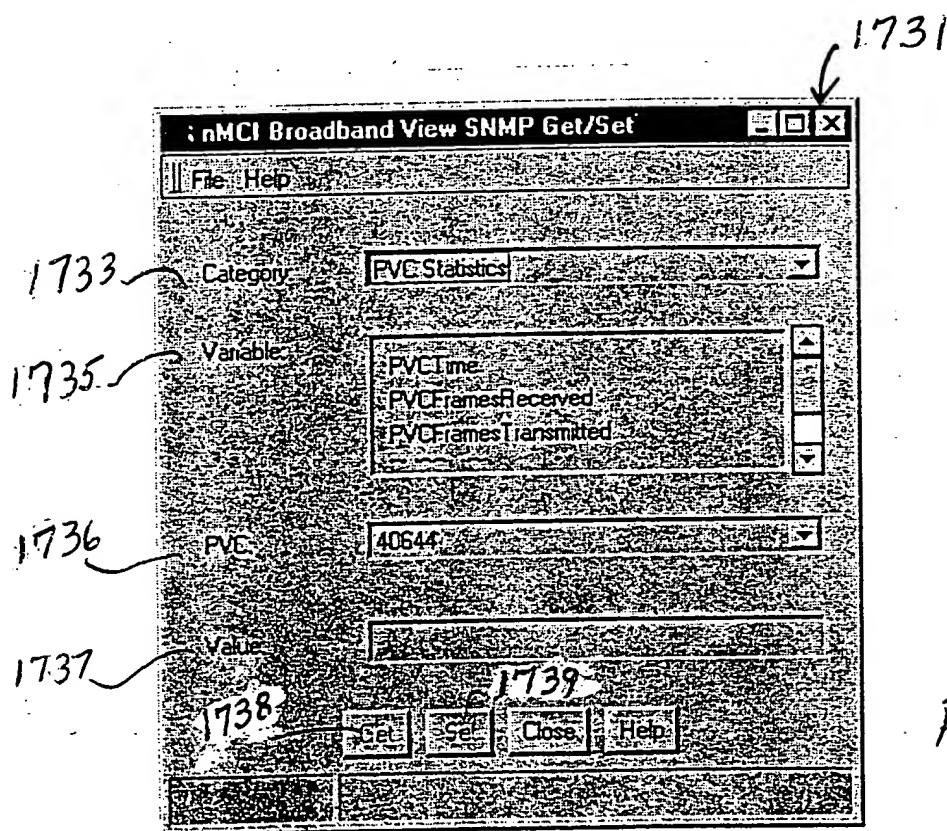 1731
nMCI Broadband View SNMP Get/Set
File Help
1733 Category PVC Statistics
1735 Variable: PVCTime
PVCFramesReceived
PVCFramesTransmitted
1736 PVC: 40644
1737 Value
1738 1739
Get Set Close Help